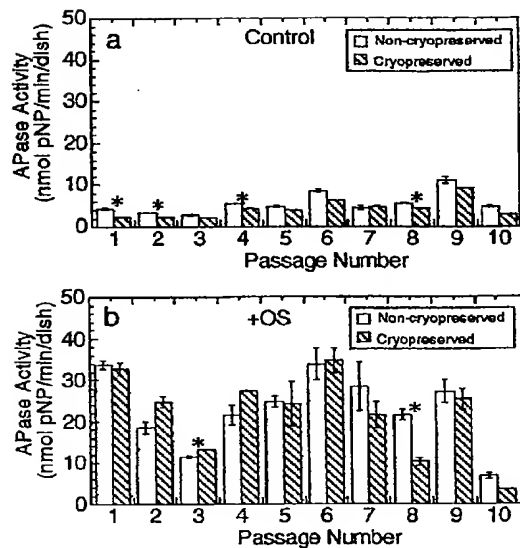 a
Control
Non-cryopreserved
Cryopreserved
APase Activity
(nmol pNP/min/dish)
50
40
30
20
10
0
* * * *
1 2 3 4 5 6 7 8 9 10
Passage Number
b
+OS
Non-cryopreserved
Cryopreserved
APase Activity
(nmol pNP/min/dish)
50
40
30
20
10
0
* *
1 2 3 4 5 6 7 8 9 10
Passage Number